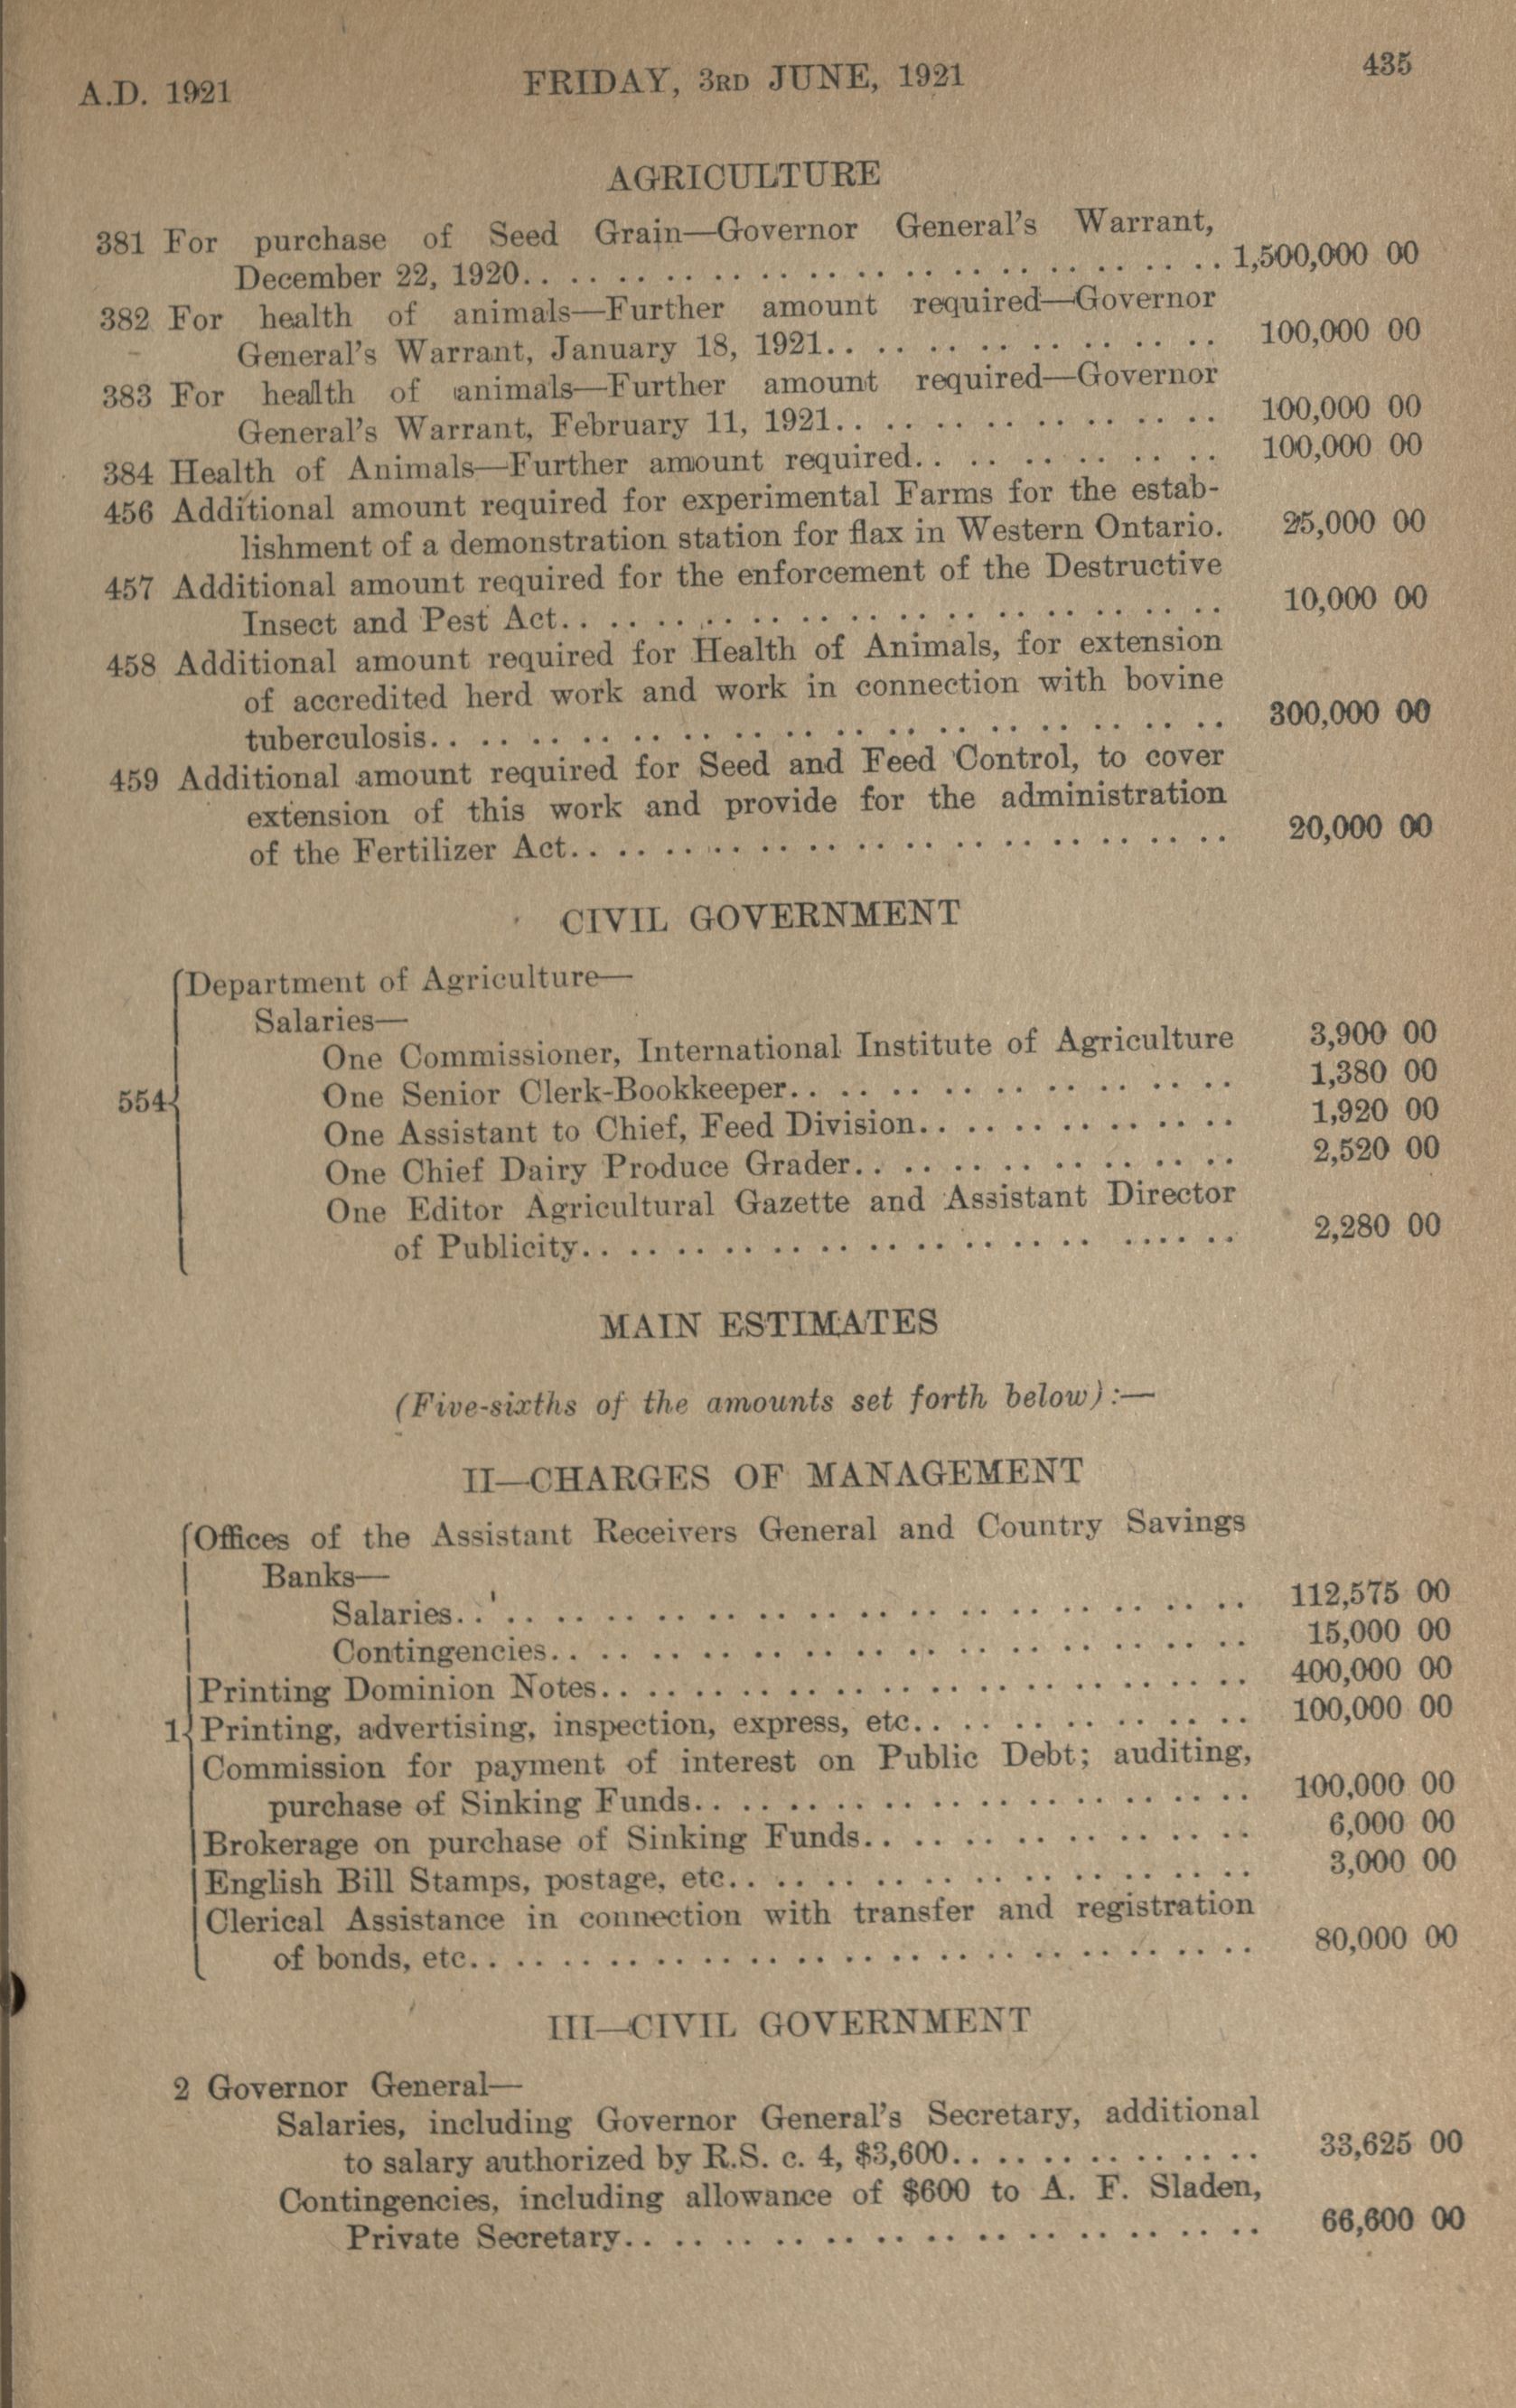 A.D. 1921 FRIDAY, 3RD JUNE, 1921 435
AGRICULTURE
381 For purchase of Seed Grain—Governor General's Warrant,
December 22, 1920. . . . . . . . . . . . . . . . . . . . . . . . . . . . . 1,500,000 00
382 For health of animals—Further amount required—Governor
General's Warrant, January 18, 1921. . . . . . . . . . . . . . . . . 100,000 00
383 For health of animals—Further amount required—Governor
General's Warrant, February 11, 1921. . . . . . . . . . . . . . . . . 100,000 00
384 Health of Animals—Further amount required. . . . . . . . . . . . . 100,000 00
456 Additional amount required for experimental Farms for the estab-
lishment of a demonstration station for flax in Western Ontario. 25,000 00
457 Additional amount required for the enforcement of the Destructive
Insect and Pest Act. . . . . . . . . . . . . . . . . . . . . . . . . . . . 10,000 00
458 Additional amount required for Health of Animals, for extension
of accredited herd work and work in connection with bovine
tuberculosis. . . . . . . . . . . . . . . . . . . . . . . . . . . . . . . . 300,000 00
459 Additional amount required for Seed and Feed Control, to cover
extension of this work and provide for the administration
of the Fertilizer Act. . . . . . . . . . . . . . . . . . . . . . . . . . . . 20,000 00
CIVIL GOVERNMENT
Department of Agriculture—
Salaries—
One Commissioner, International Institute of Agriculture 3,900 00
554 One Senior Clerk-Bookkeeper. . . . . . . . . . . . . . . . . . . 1,380 00
One Assistant to Chief, Feed Division. . . . . . . . . . . . . . 1,920 00
One Chief Dairy Produce Grader. . . . . . . . . . . . . . . . 2,520 00
One Editor Agricultural Gazette and Assistant Director
of Publicity. . . . . . . . . . . . . . . . . . . . . . . . . . . . 2,280 00
MAIN ESTIMATES
(Five-sixths of the amounts set forth below):—
II—CHARGES OF MANAGEMENT
Offices of the Assistant Receivers General and Country Savings
Banks—
Salaries. . . . . . . . . . . . . . . . . . . . . . . . . . . . . . . . . 112,575 00
Contingencies. . . . . . . . . . . . . . . . . . . . . . . . . . . . . 15,000 00
Printing Dominion Notes. . . . . . . . . . . . . . . . . . . . . . . . . . . 400,000 00
1 Printing, advertising, inspection, express, etc. . . . . . . . . . . . . . . 100,000 00
Commission for payment of interest on Public Debt; auditing,
purchase of Sinking Funds. . . . . . . . . . . . . . . . . . . . . . . . 100,000 00
Brokerage on purchase of Sinking Funds. . . . . . . . . . . . . . . . . 6,000 00
English Bill Stamps, postage, etc. . . . . . . . . . . . . . . . . . . . . . 3,000 00
Clerical Assistance in connection with transfer and registration
of bonds, etc. . . . . . . . . . . . . . . . . . . . . . . . . . . . . . . . . 80,000 00
III—CIVIL GOVERNMENT
2 Governor General—
Salaries, including Governor General's Secretary, additional
to salary authorized by R.S. c. 4, $3,600. . . . . . . . . . . . . . 33,625 00
Contingencies, including allowance of $600 to A. F. Sladen,
Private Secretary. . . . . . . . . . . . . . . . . . . . . . . . . . . 66,600 00